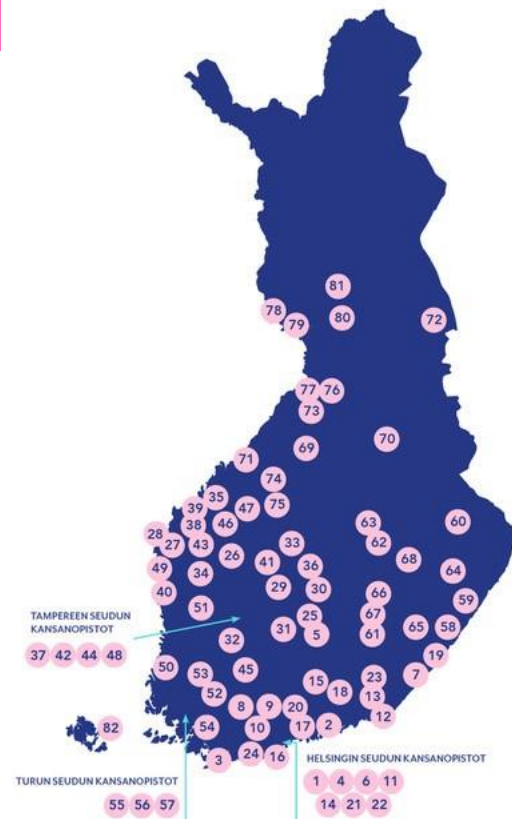 81
78
80
72
79
77 76
73
70
69
71
74
35
75
39 47
38 46 63 60
28 27 43 33 62
26 41 68
49 34 36 64
29 30 66
40 59
51 25 67
TAMPEREEN SEUDUN
KANSANOPISTOT
31 5 61 65 58
32
37 42 44 48
19
50 53 45 23 7
15
52 18 13
8 9 20 12
82 54 10 17 2
3 24 16
HELSINGIN SEUDUN KANSANOPISTOT
1 4 6 11
TURUN SEUDUN KANSANOPISTOT
55 56 57
14 21 22